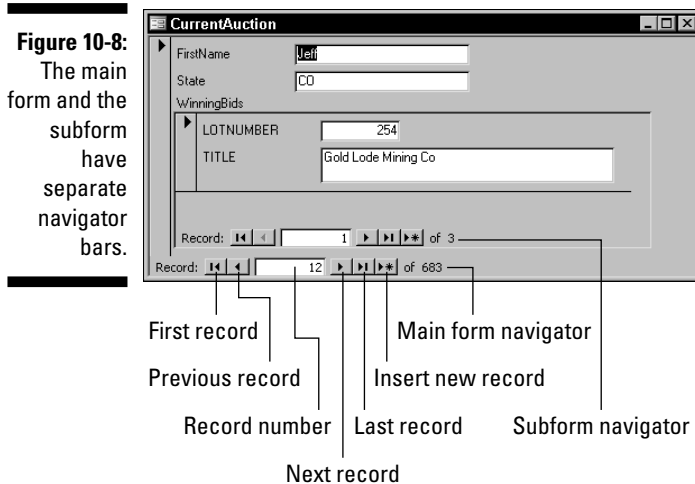 Figure 10-8:
The main
form and the
subform
have
separate
navigator
bars.
CurrentAuction
FirstName Jeff
State CO
WinningBids
LOTNUMBER 254
TITLE Gold Lode Mining Co
Record: 1 of 3
Record: 12 of 683
First record Main form navigator
Previous record Insert new record
Record number Last record Subform navigator
Next record